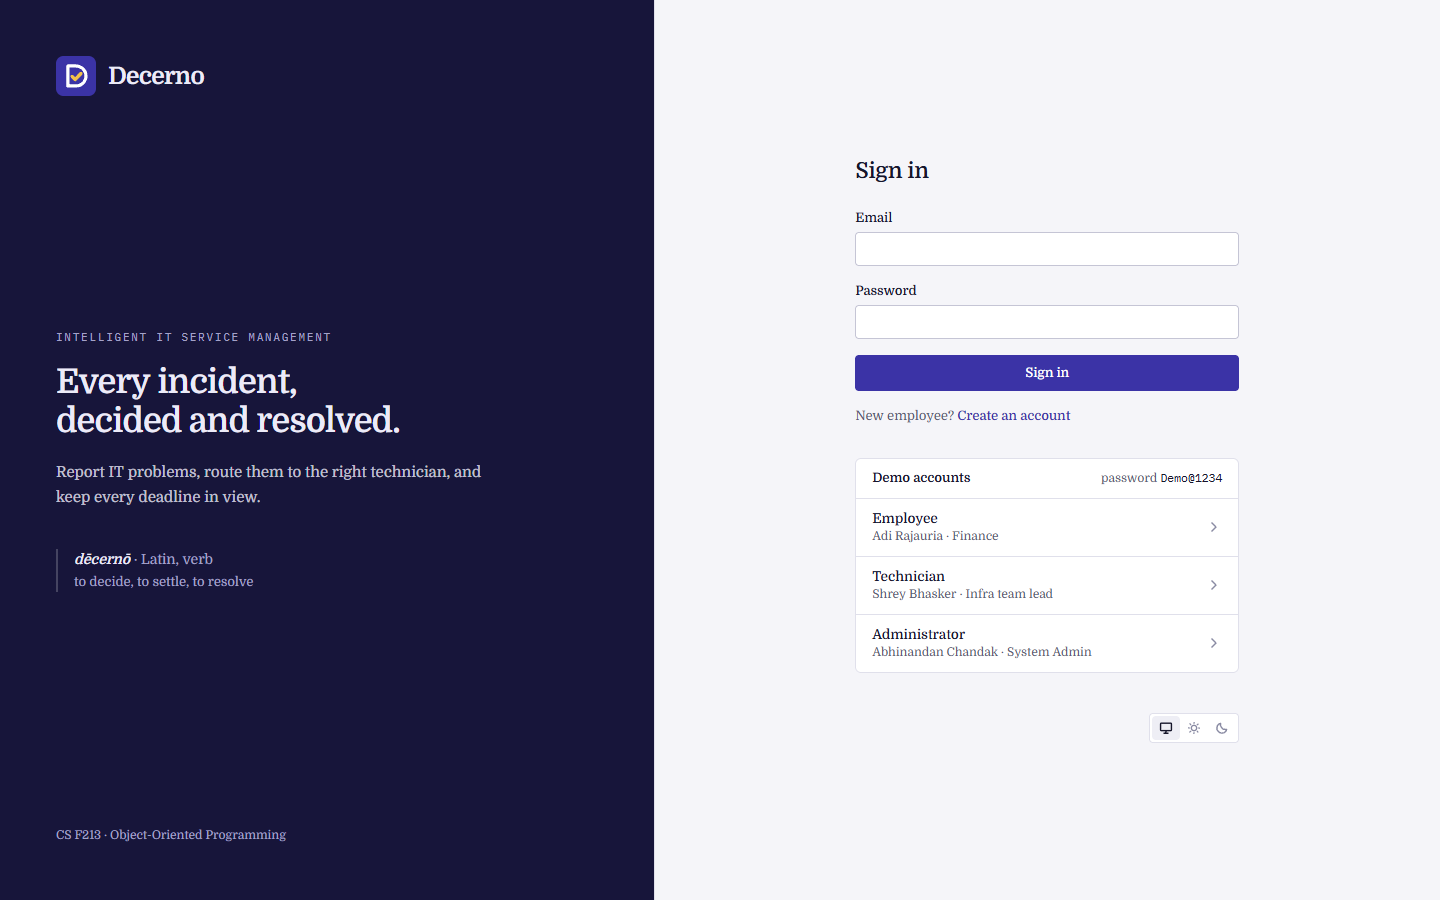 Decerno
INTELLIGENT IT SERVICE MANAGEMENT
Every incident,
decided and resolved.
Report IT problems, route them to the right technician, and
keep every deadline in view.
dēcernō · Latin, verb
to decide, to settle, to resolve
CS F213 · Object-Oriented Programming
Sign in
Email
Password
Sign in
New employee? Create an account
Demo accounts password Demo@1234
Employee
Adi Rajauria · Finance
Technician
Shrey Bhasker · Infra team lead
Administrator
Abhinandan Chandak · System Admin